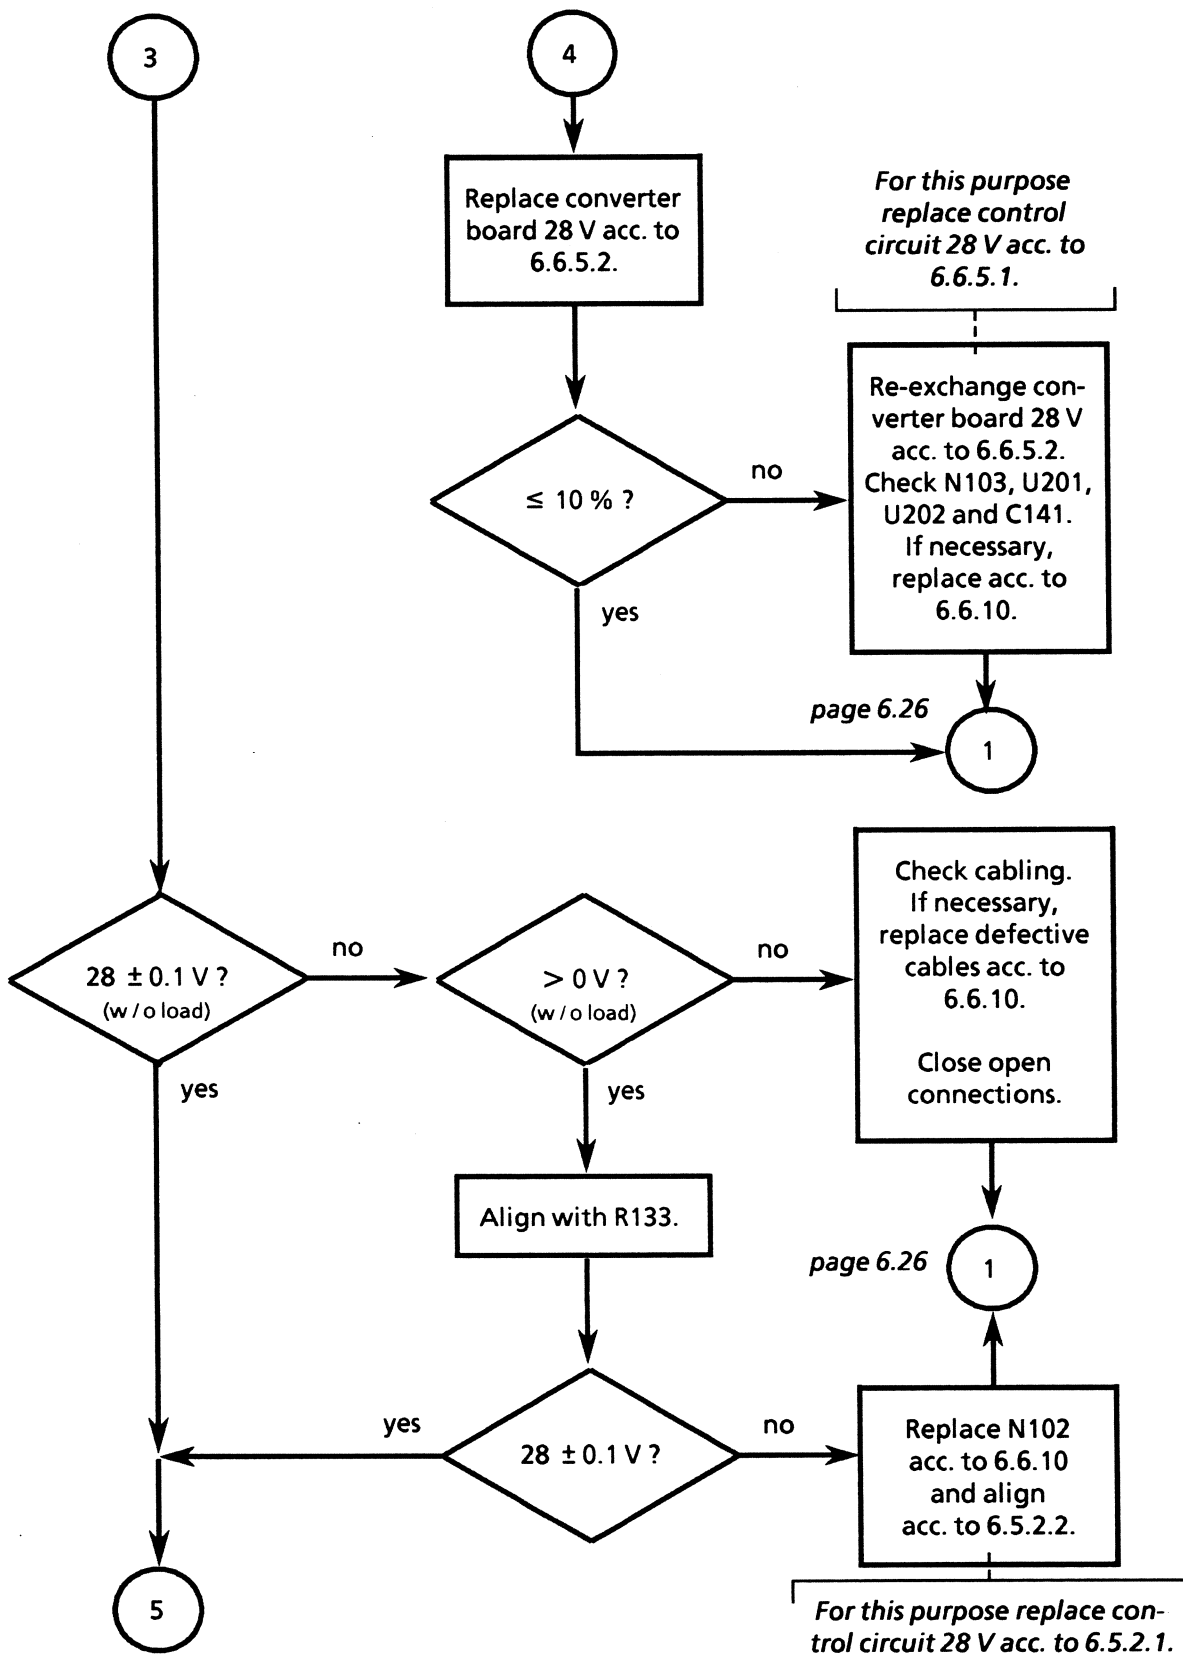 3
4
Replace converter
board 28 V acc. to
6.6.5.2.
For this purpose
replace control
circuit 28 V acc. to
6.6.5.1.
≤ 10 % ?
no
yes
Re-exchange con-
verter board 28 V
acc. to 6.6.5.2.
Check N103, U201,
U202 and C141.
If necessary,
replace acc. to
6.6.10.
page 6.26
1
28 ± 0.1 V ?
(w / o load)
no
yes
> 0 V ?
(w / o load)
no
yes
Check cabling.
If necessary,
replace defective
cables acc. to
6.6.10.
Close open
connections.
Align with R133.
page 6.26
1
28 ± 0.1 V ?
yes
no
Replace N102
acc. to 6.6.10
and align
acc. to 6.5.2.2.
5
For this purpose replace con-
trol circuit 28 V acc. to 6.5.2.1.